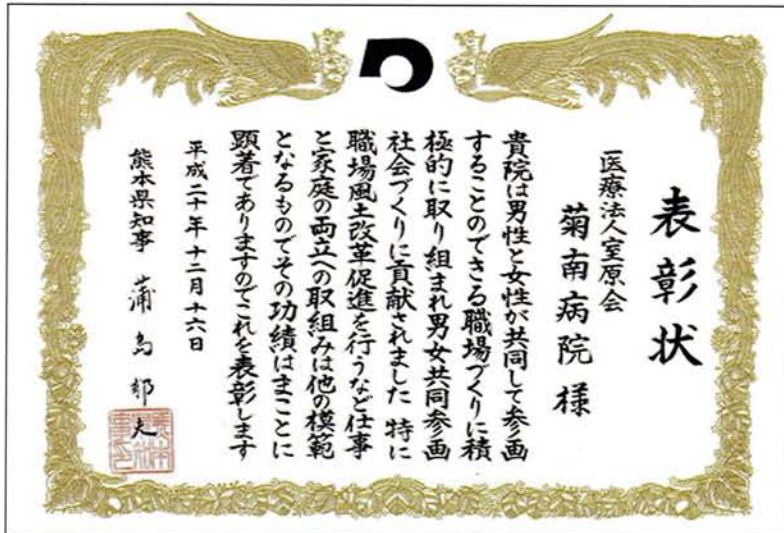 表彰状
医療法人室原会
菊南病院様
貴院は男性と女性が共同して参画
することのできる職場づくりに積
極的に取り組まれ男女共同参画
社会づくりに貢献されました 特に
職場風土改革促進を行うなど仕事
と家庭の両立への取組みは他の模範
となるものでその功績はまことに
顕著でありますのでこれを表彰します
平成二十年十二月十六日
熊本県知事 蒲島郁夫